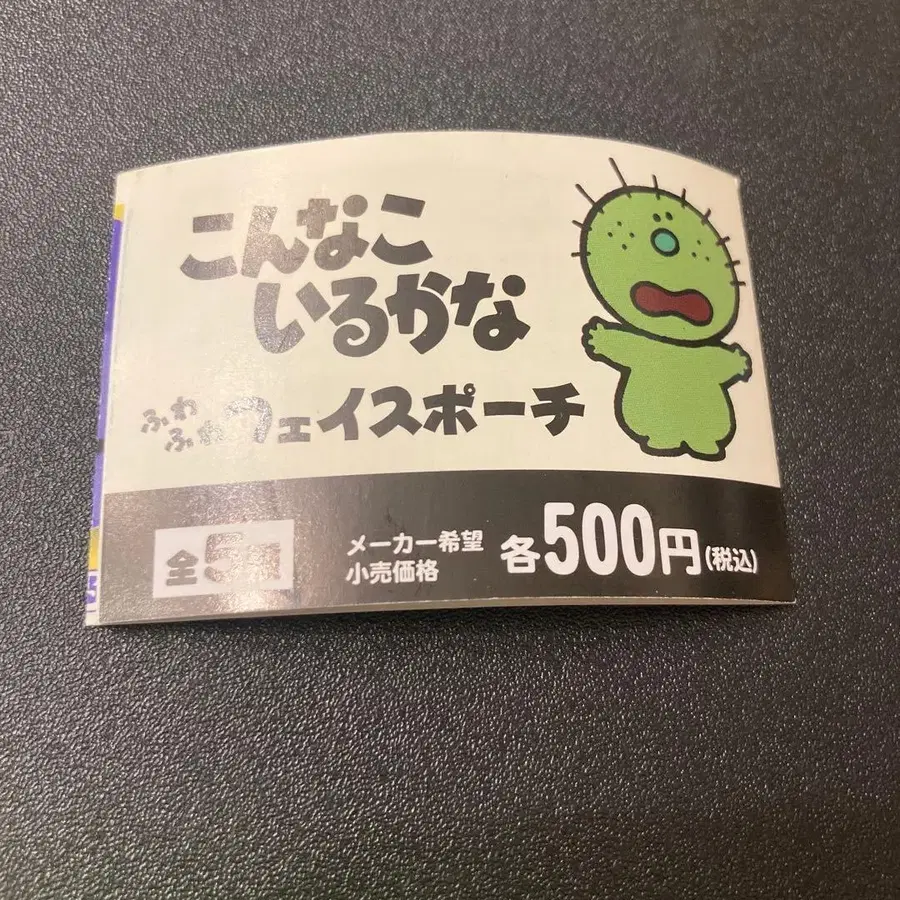 こんなこ
いるかな
ふわ
ふわフェイスポーチ
全5種
メーカー希望
小売価格
各500円(税込)
5